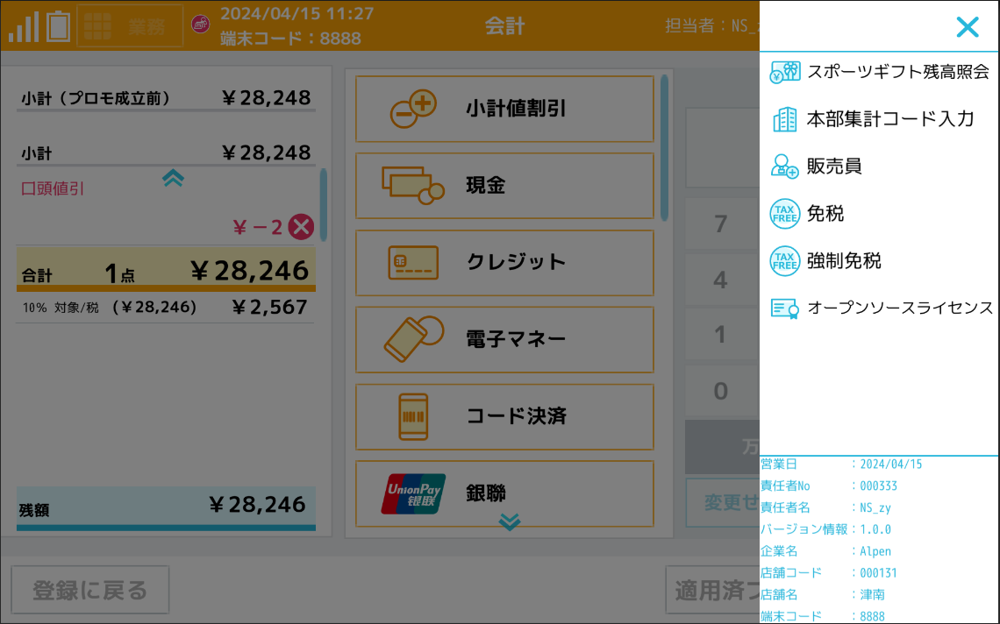 業務
2024/04/15 11:27
端末コード：8888
会計
担当者：NS_
小計（プロモ成立前） ￥28,248
小計 ￥28,248
口頭値引
￥－2
合計 1点 ￥28,246
10% 対象/税 (￥28,246) ￥2,567
残額 ￥28,246
登録に戻る
小計値割引
現金
クレジット
電子マネー
コード決済
UnionPay
银联
銀聯
7
4
1
0
万
変更せ
適用済
スポーツギフト残高照会
本部集計コード入力
販売員
TAX
FREE
免税
TAX
FREE
強制免税
オープンソースライセンス
営業日 ：2024/04/15
責任者No ：000333
責任者名 ：NS_zy
バージョン情報：1.0.0
企業名 ：Alpen
店舗コード ：000131
店舗名 ：津南
端末コード ：8888